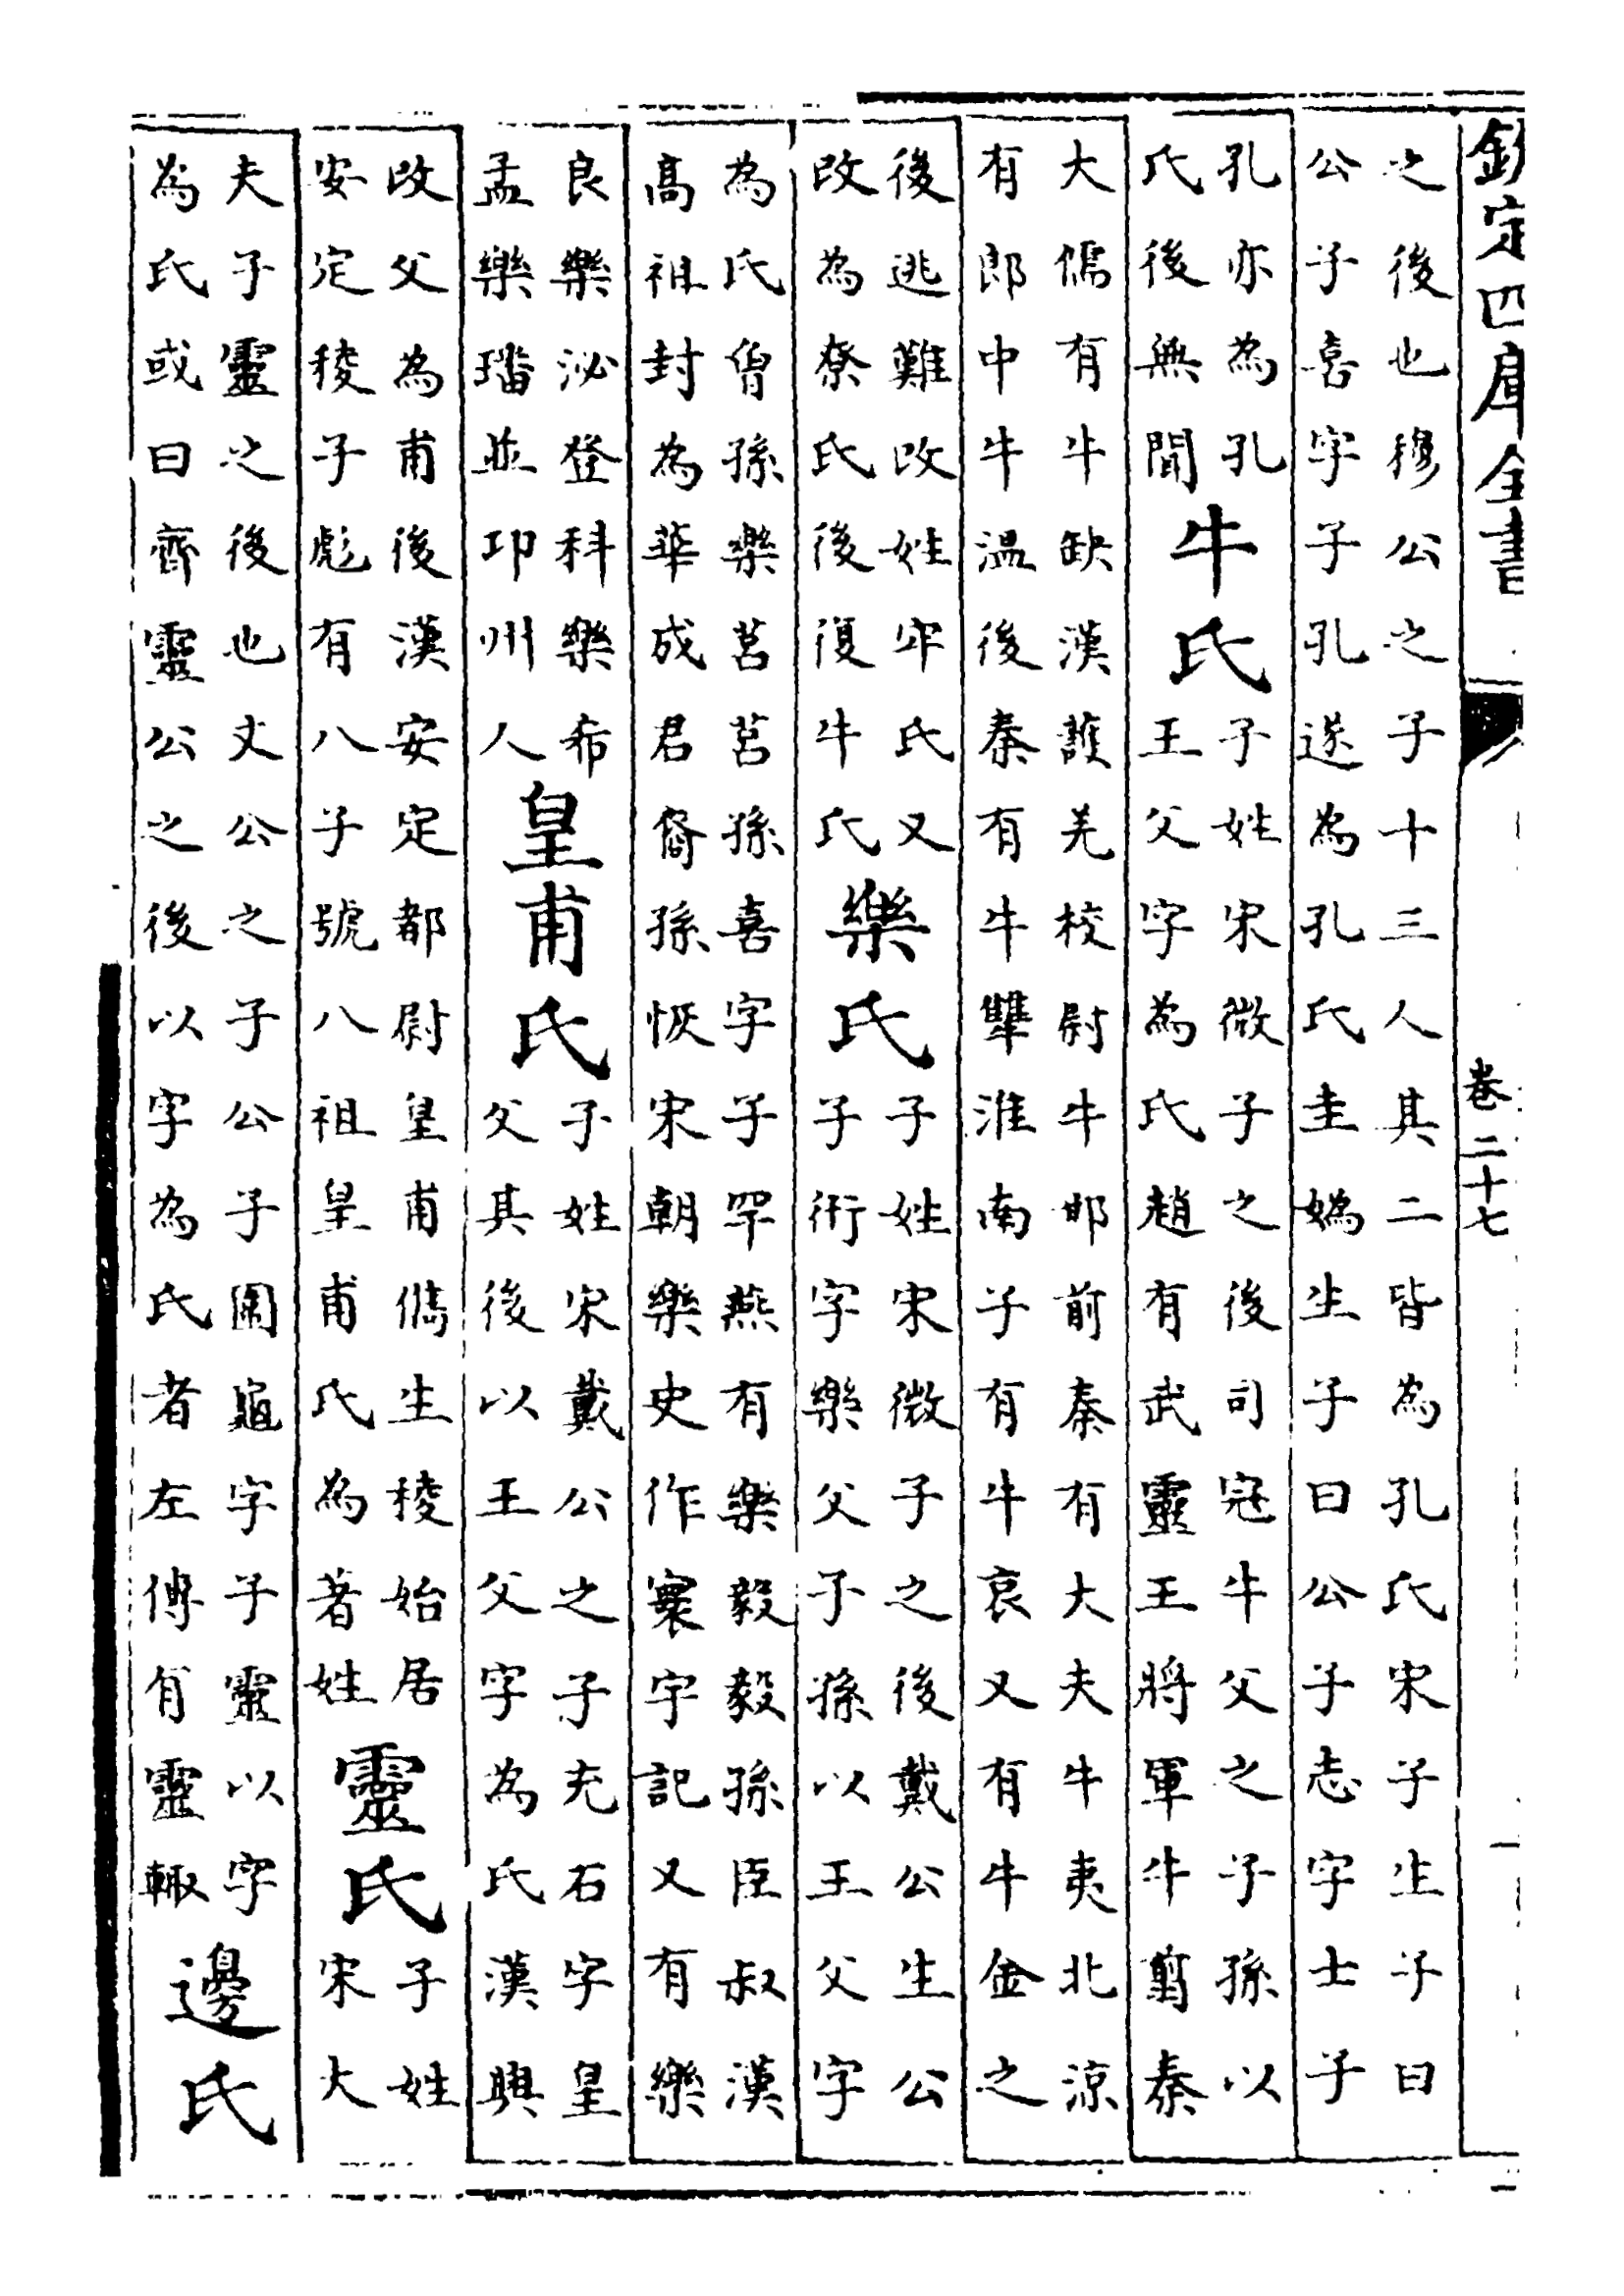 欽定四庫全書
卷二十七
之後也穆公之子十三人其二皆為孔氏宋子生子曰
公子喜字子孔遂為孔氏圭媯生子曰公子志字士子
孔亦為孔
氏後無聞
牛氏
子姓宋微子之後司冦牛父之子孫以
王父字為氏趙有武靈王將軍牛翦秦
大儒有牛缺漢護羌校尉牛邯前秦有大夫牛夷北涼
有郎中牛溫後秦有牛犨淮南子有牛哀又有牛金之
後逃難改姓牢氏又
改為尞氏後復牛氏
樂氏
子姓宋微子之後戴公生公
子衎字樂父子孫以王父字
為氏曾孫樂莒莒孫喜字子罕燕有樂毅毅孫臣叔漢
高祖封為華成君裔孫恢宋朝樂史作寰宇記又有樂
良樂泌登科樂布
孟樂璠並邛州人
皇甫氏
子姓宋戴公之子充石字皇
父其後以王父字為氏漢興
改父為甫後漢安定都尉皇甫儁生稜始居
安定稜子彪有八子號八祖皇甫氏為著姓
靈氏
子姓
宋大
夫子靈之後也文公之子公子圍龜字子靈以字
為氏或曰齊靈公之後以字為氏者左傳有靈輒
邊氏